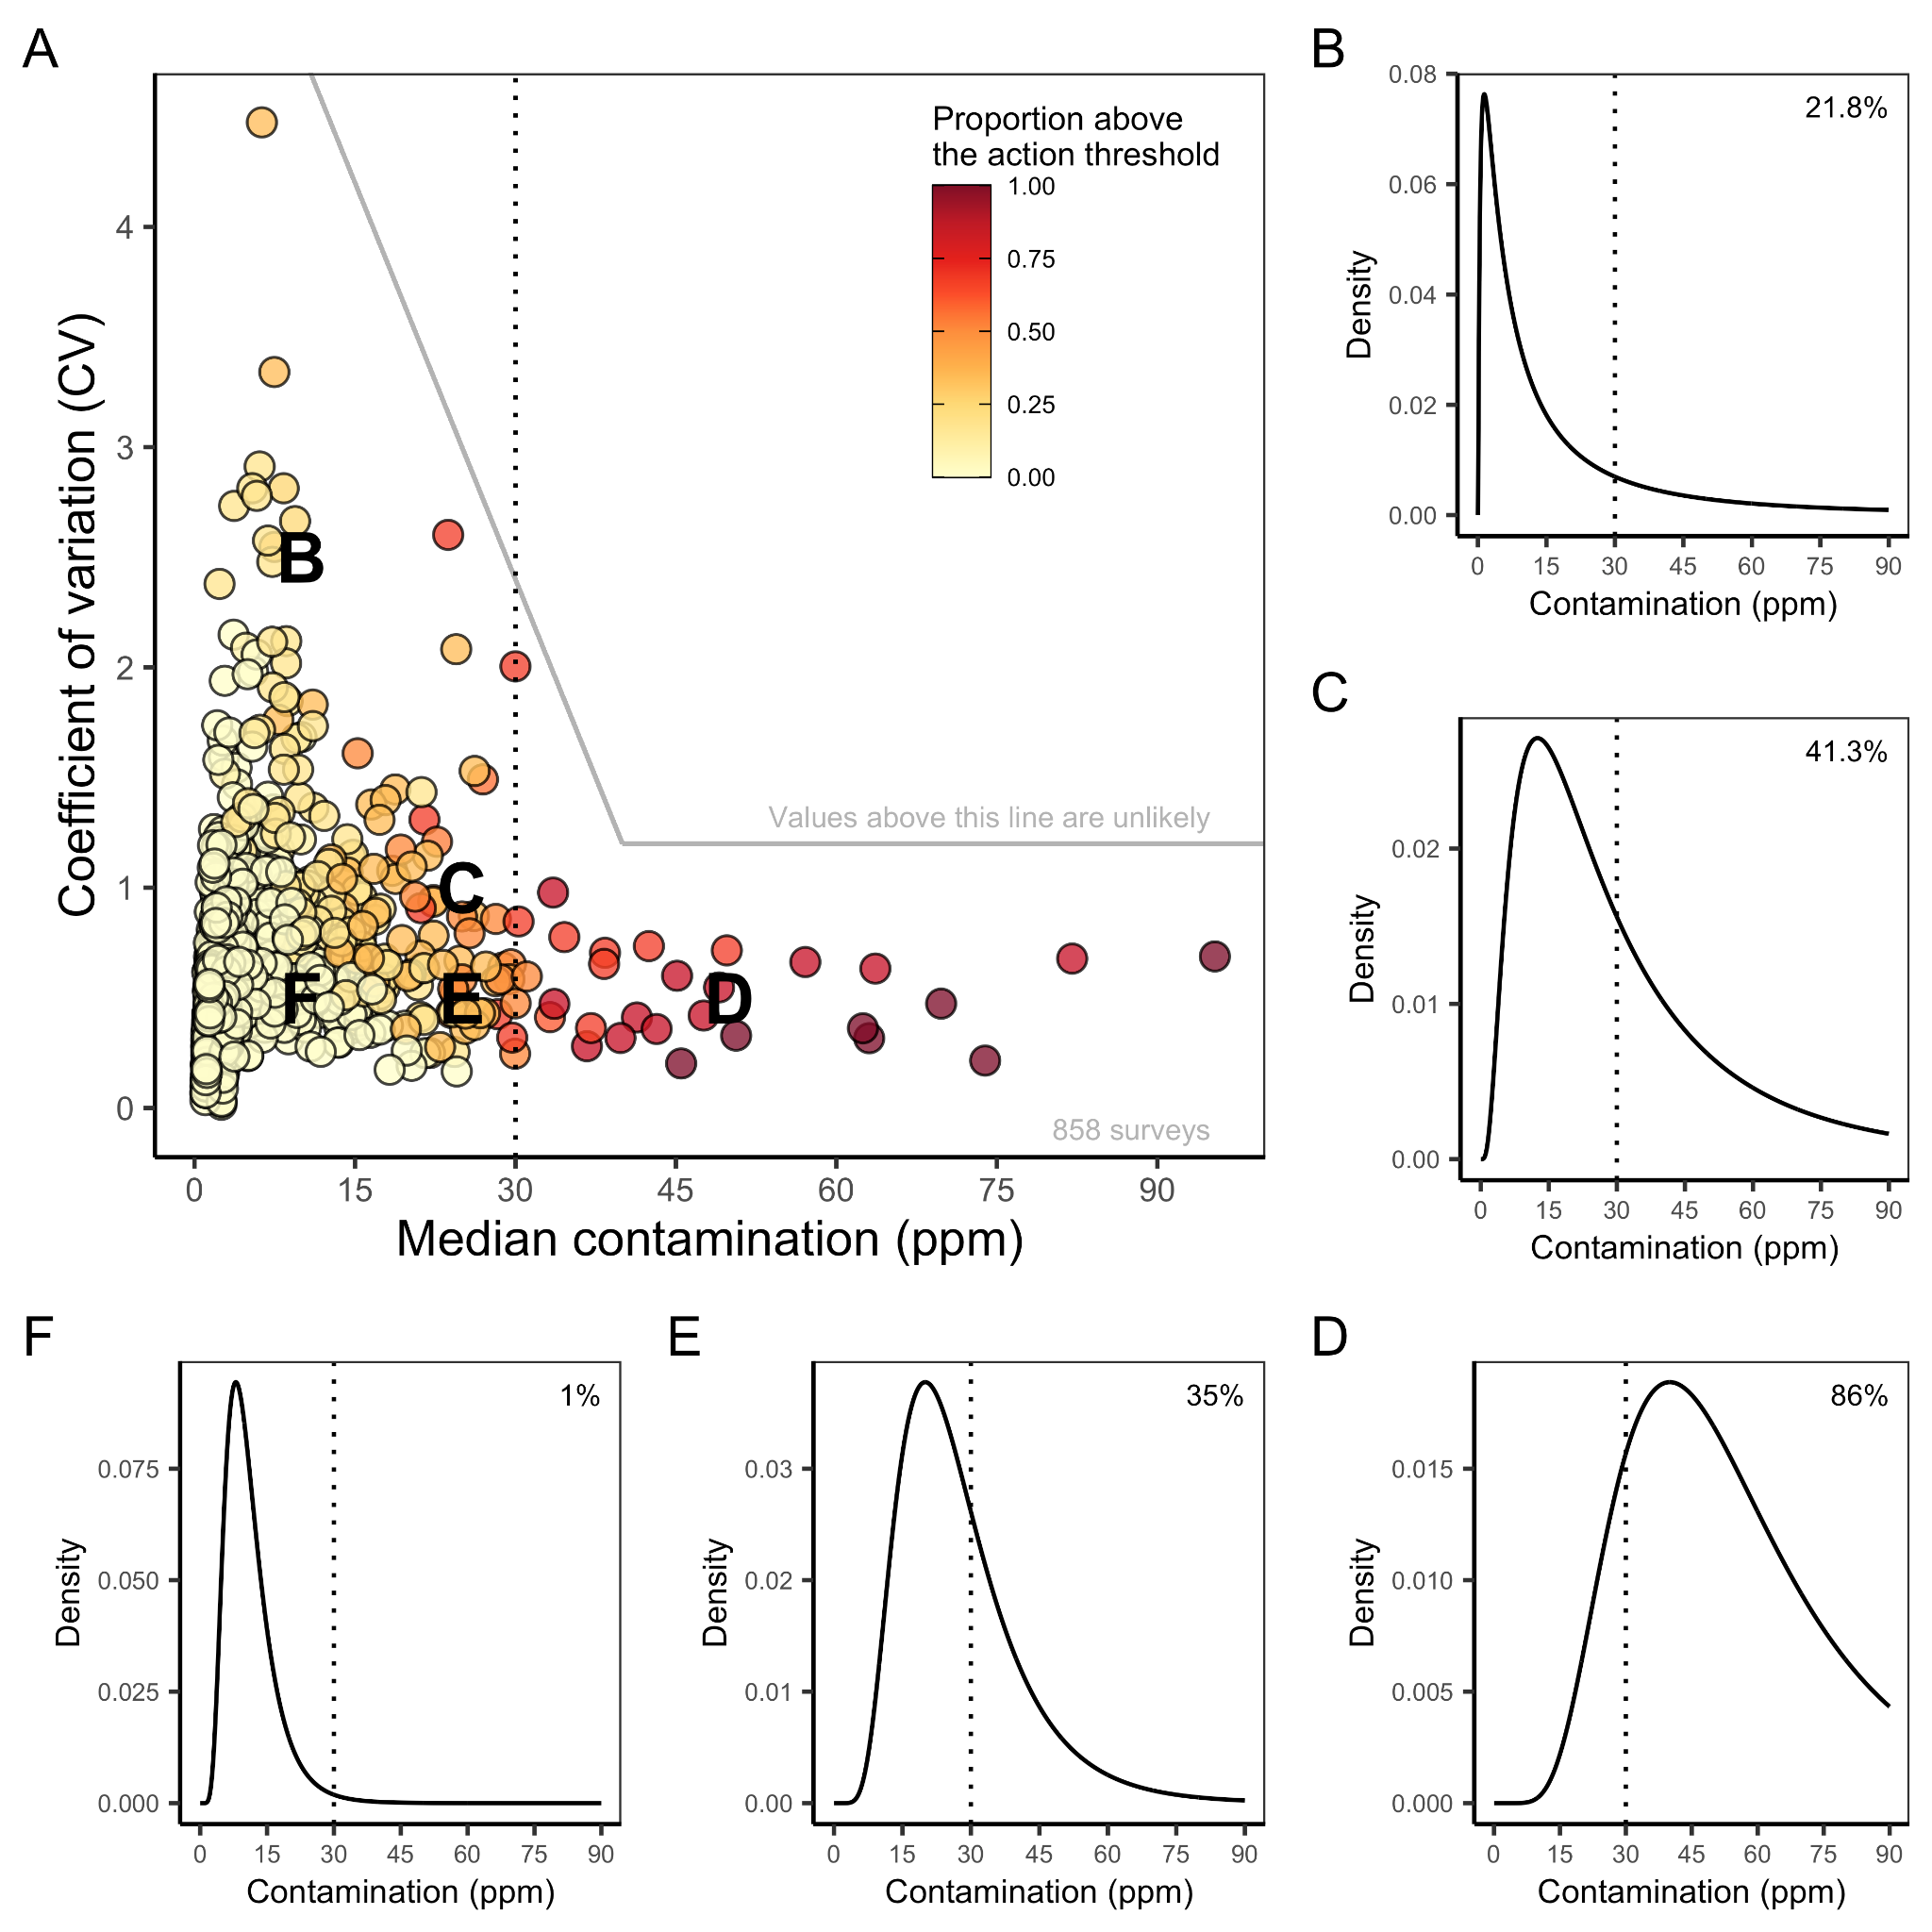 A
Coefficient of variation (CV)
4
3
2
1
0
Proportion above
the action threshold
1.00
0.75
0.50
0.25
0.00
B
C
D
E
F
Values above this line are unlikely
858 surveys
0 15 30 45 60 75 90
Median contamination (ppm)
B
21.8%
Density
0.08
0.06
0.04
0.02
0.00
0 15 30 45 60 75 90
Contamination (ppm)
C
41.3%
Density
0.02
0.01
0.00
0 15 30 45 60 75 90
Contamination (ppm)
F
1%
Density
0.075
0.050
0.025
0.000
0 15 30 45 60 75 90
Contamination (ppm)
E
35%
Density
0.03
0.02
0.01
0.00
0 15 30 45 60 75 90
Contamination (ppm)
D
86%
Density
0.015
0.010
0.005
0.000
0 15 30 45 60 75 90
Contamination (ppm)